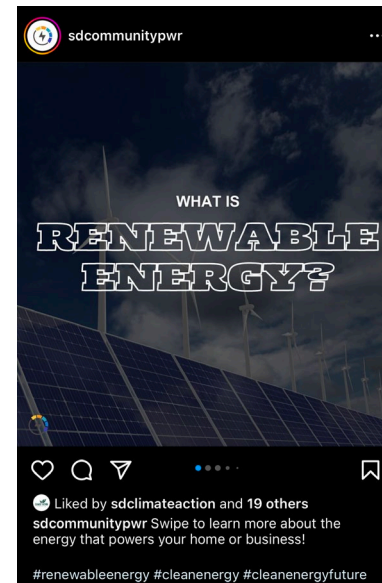 sdcommunitypwr
WHAT IS
RENEWABLE
ENERGY?
Liked by sdclimateaction and 19 others
sdcommunitypwr Swipe to learn more about the
energy that powers your home or business!
#renewableenergy #cleanenergy #cleanenergyfuture